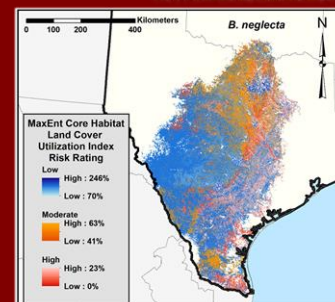 Kilometers
0 100 200 400
B. neglecta
N
MaxEnt Core Habitat
Land Cover
Utilization Index
Risk Rating
Low
High : 246%
Low : 70%
Moderate
High : 63%
Low : 41%
High
High : 23%
Low : 0%